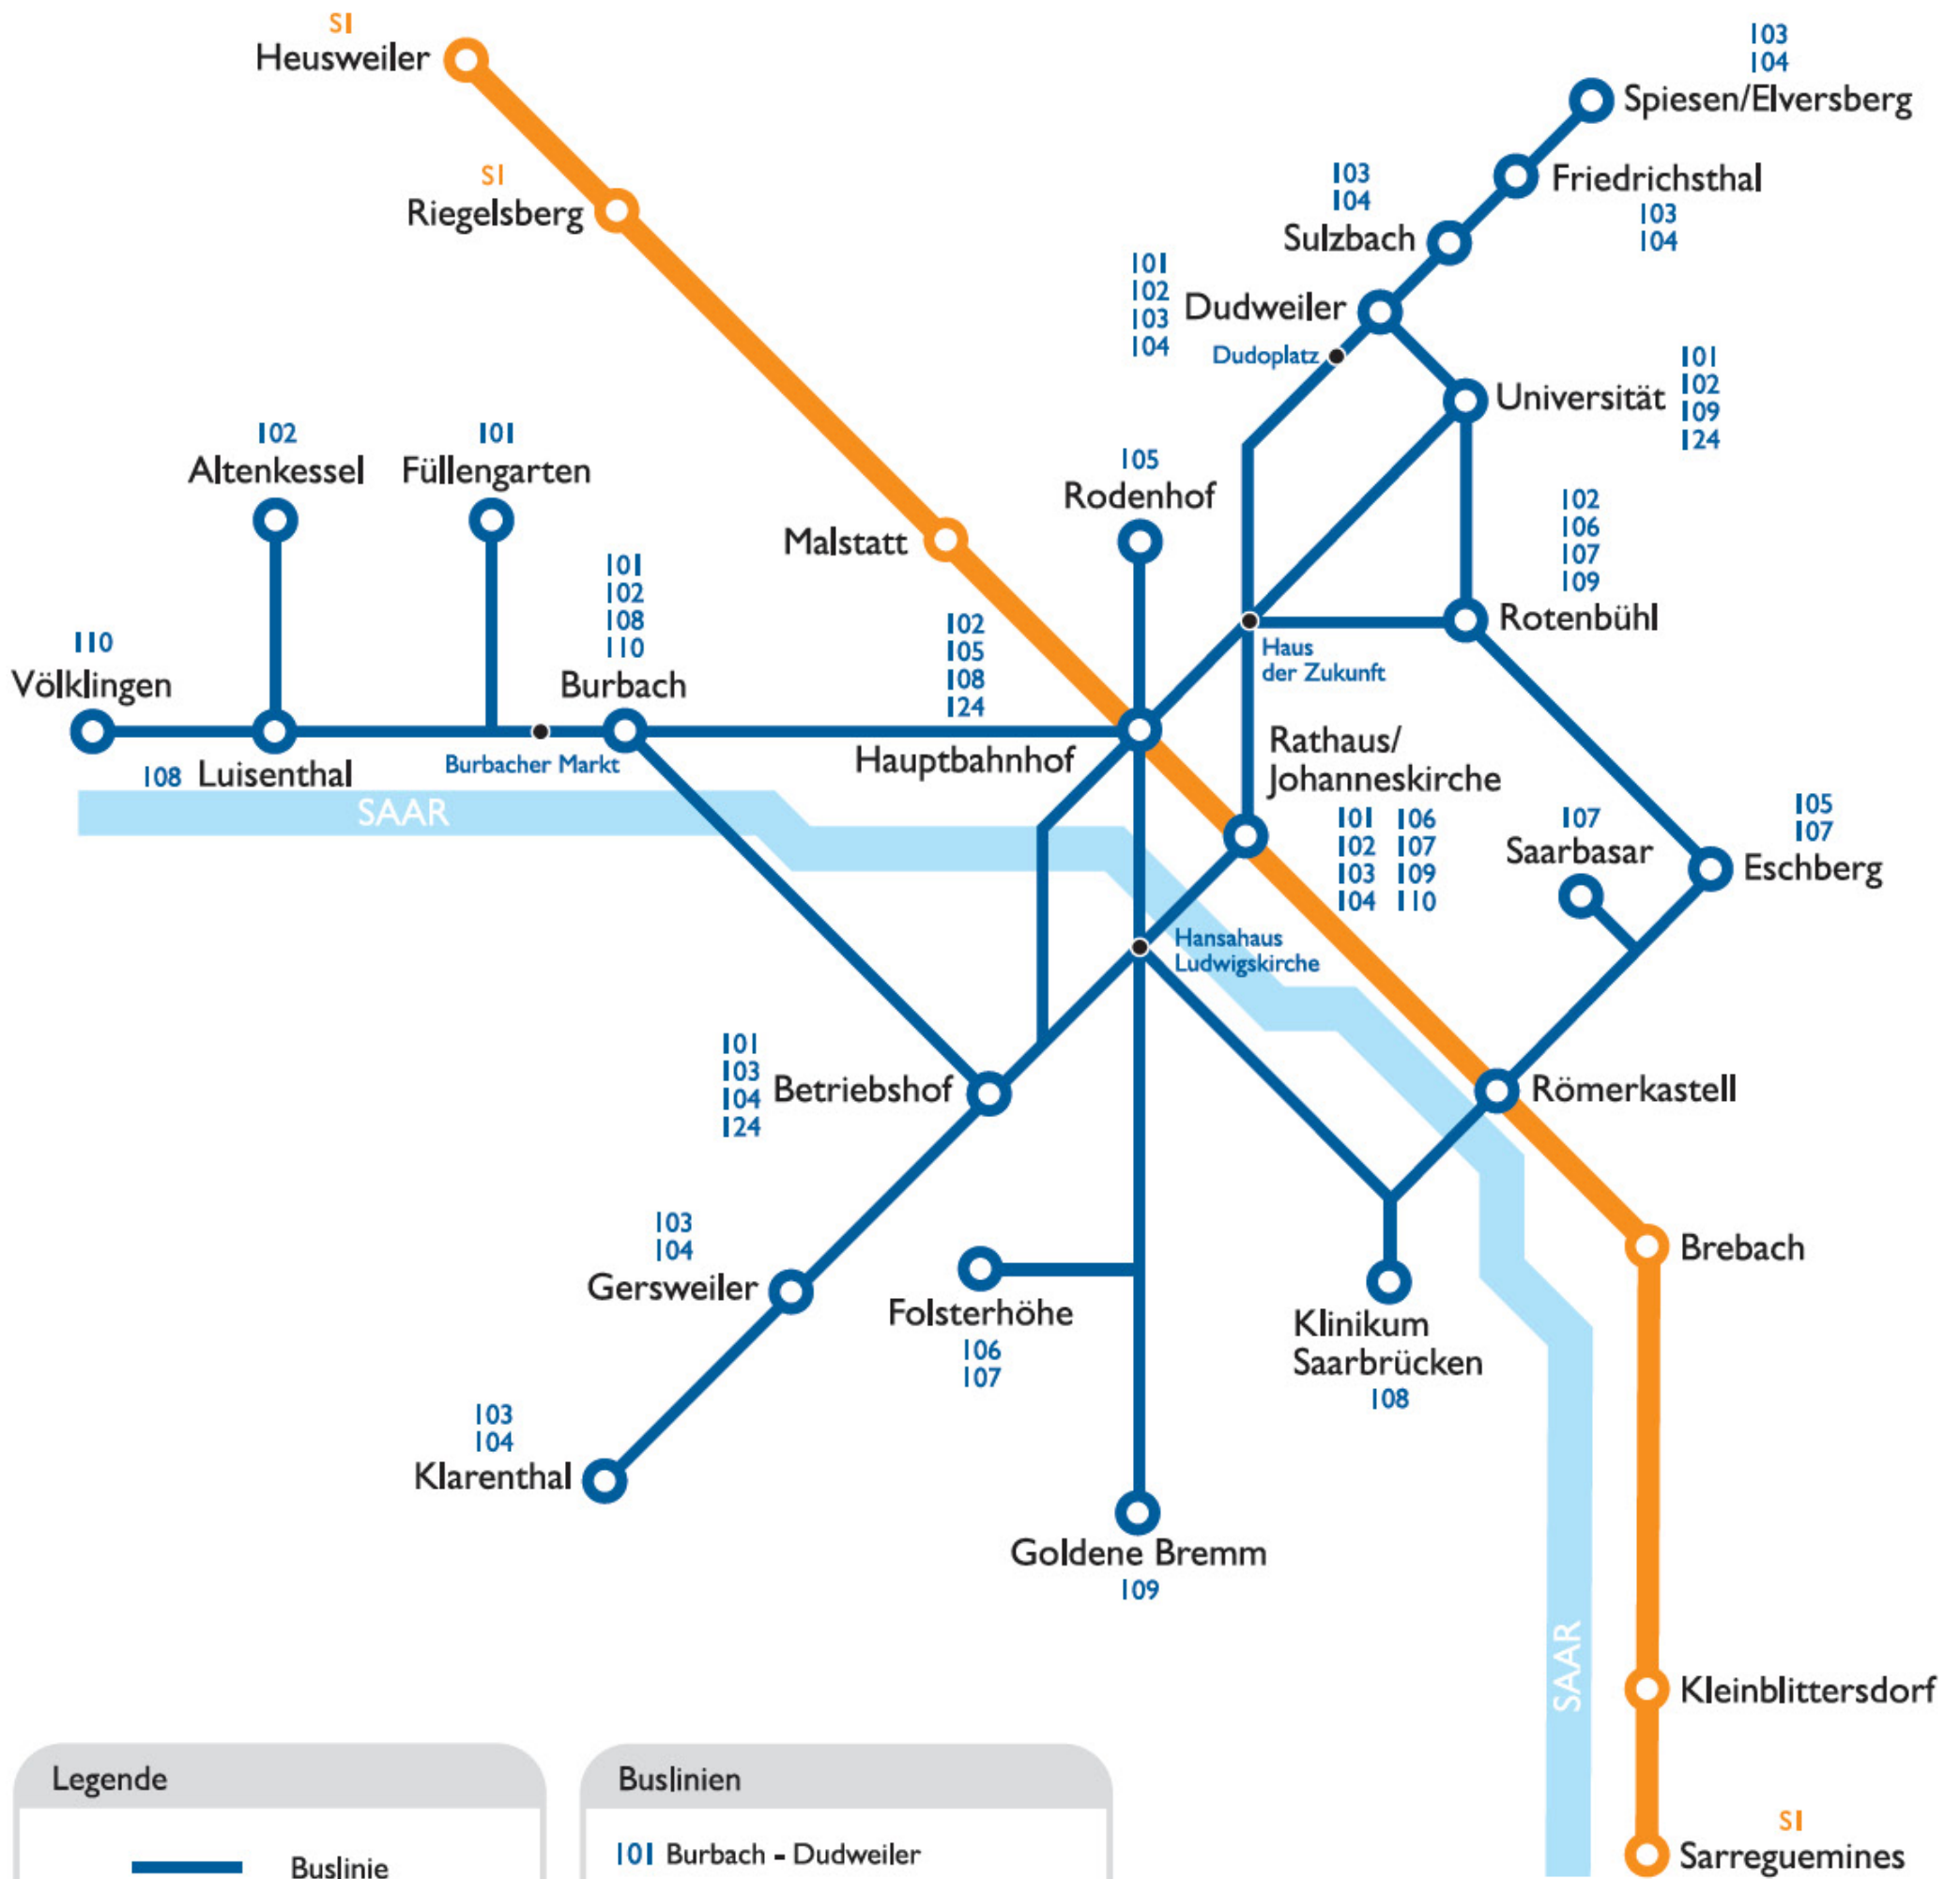 S1
Heusweiler
103
104
Spiesen/Elversberg
S1
Riegelsberg
103
104
Sulzbach
Friedrichsthal
103
104
101
102
103
104
Dudweiler
Dudoplatz
Universität
101
102
109
124
102
Altenkessel
101
Füllengarten
105
Rodenhof
Malstatt
102
106
107
109
Rotenbühl
101
102
108
110
Burbach
102
105
108
124
Hauptbahnhof
110
Völklingen
Haus
der Zukunft
108 Luisenthal
Burbacher Markt
Rathaus/
Johanneskirche
101 106
102 107
103 109
104 110
SAAR
107
Saarbasar
105
107
Eschberg
Hansahaus
Ludwigskirche
101
103
104
124
Betriebshof
Römerkastell
103
104
Gersweiler
Folsterhöhe
106
107
Klinikum
Saarbrücken
108
Brebach
103
104
Klarenthal
Goldene Bremm
109
SAAR
Kleinblittersdorf
S1
Sarreguemines
Legende
Buslinie
Buslinien
101 Burbach - Dudweiler